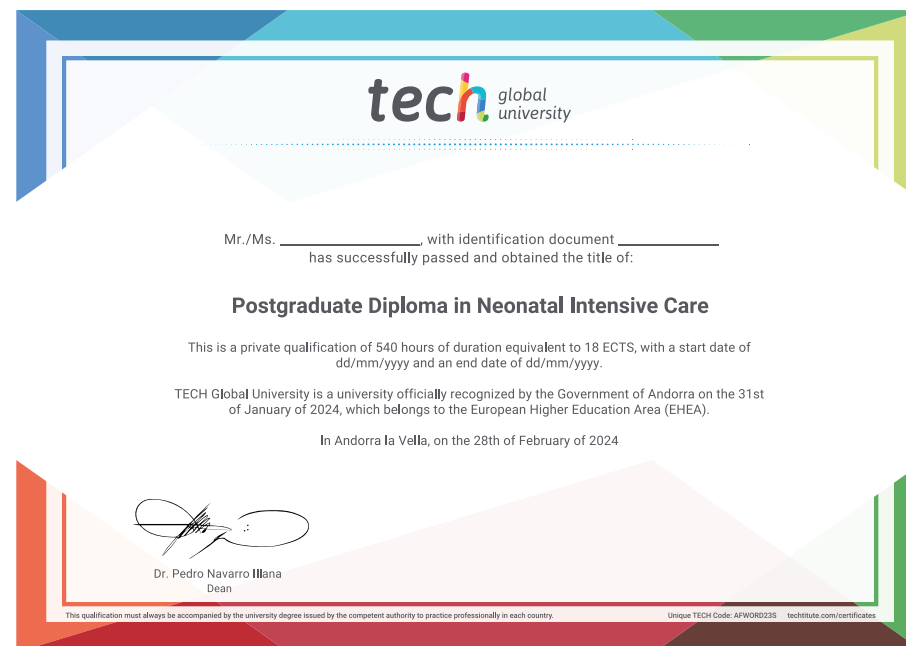 tech global
university
Mr./Ms. ____________, with identification document ____________
has successfully passed and obtained the title of:
Postgraduate Diploma in Neonatal Intensive Care
This is a private qualification of 540 hours of duration equivalent to 18 ECTS, with a start date of
dd/mm/yyyy and an end date of dd/mm/yyyy.
TECH Global University is a university officially recognized by the Government of Andorra on the 31st
of January of 2024, which belongs to the European Higher Education Area (EHEA).
In Andorra la Vella, on the 28th of February of 2024
Dr. Pedro Navarro Illana
Dean
This qualification must always be accompanied by the university degree issued by the competent authority to practice professionally in each country.
Unique TECH Code: AFWORD23S techtitute.com/certificates